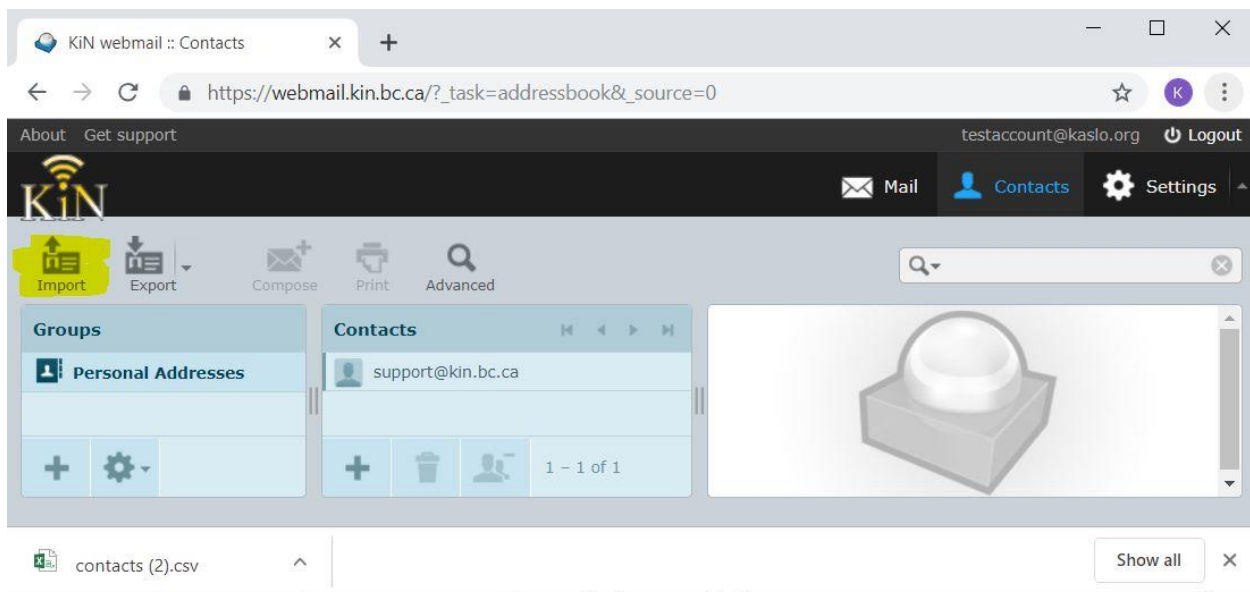 KiN webmail :: Contacts
https://webmail.kin.bc.ca/?_task=addressbook&_source=0
K
About Get support testaccount@kaslo.org Logout
KiN
Mail Contacts Settings
Import Export Compose Print Advanced
Groups Contacts
Personal Addresses support@kin.bc.ca
1 – 1 of 1
contacts (2).csv Show all